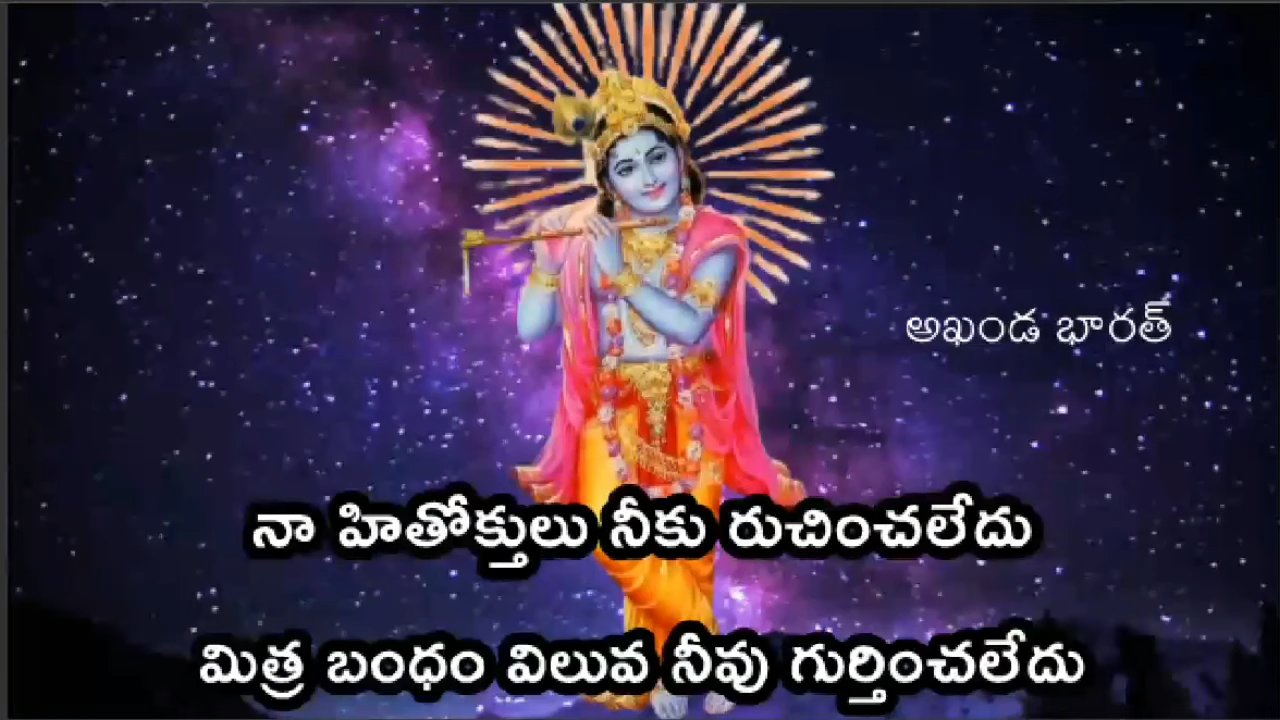 అఖండ భారత్
నా హితోక్తులు నీకు రుచించలేదు
మిత్ర బంధం విలువ నీవు గుర్తించలేదు